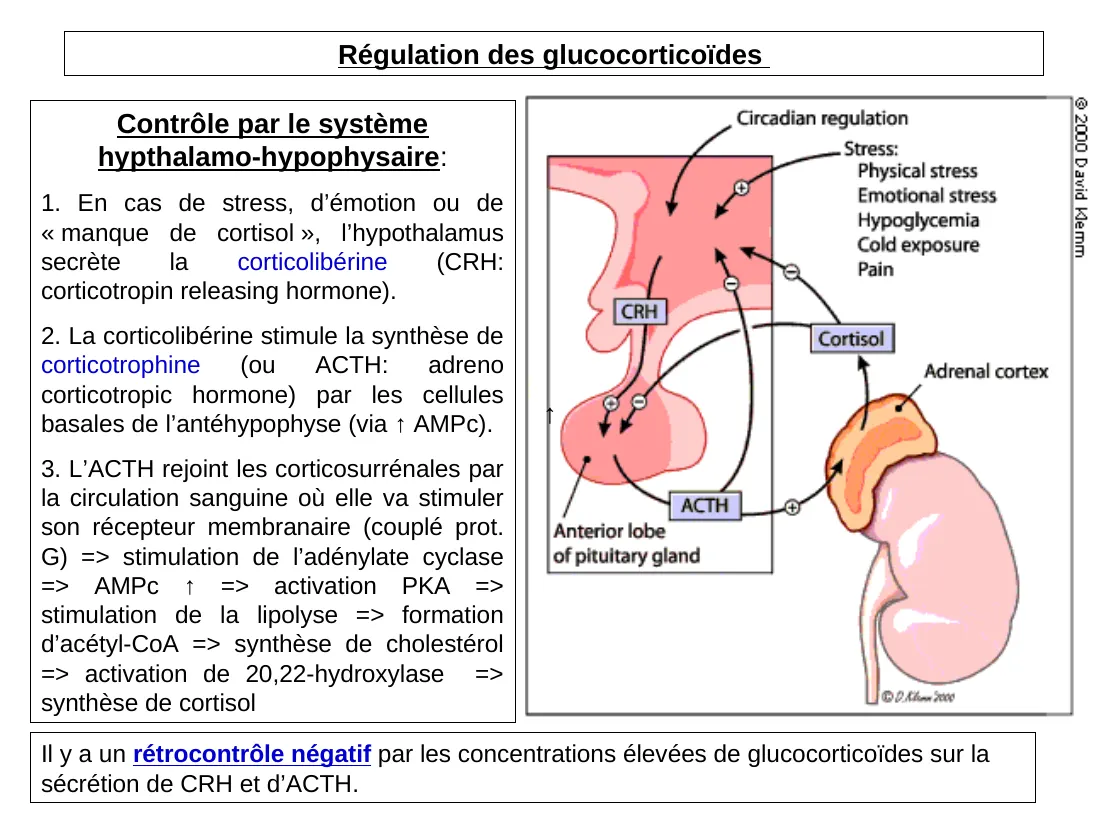 Régulation des glucocorticoïdes
Contrôle par le système
hypthalamo-hypophysaire:
1. En cas de stress, d’émotion ou de
« manque de cortisol », l’hypothalamus
secrète la corticolibérine (CRH:
corticotropin releasing hormone).
2. La corticolibérine stimule la synthèse de
corticotrophine (ou ACTH: adreno
corticotropic hormone) par les cellules
basales de l’antéhypophyse (via ↑ AMPc).
3. L’ACTH rejoint les corticosurrénales par
la circulation sanguine où elle va stimuler
son récepteur membranaire (couplé prot.
G) => stimulation de l’adénylate cyclase
=> AMPc ↑ => activation PKA =>
stimulation de la lipolyse => formation
d’acétyl-CoA => synthèse de cholestérol
=> activation de 20,22-hydroxylase =>
synthèse de cortisol
Circadian regulation
Stress:
Physical stress
Emotional stress
Hypoglycemia
Cold exposure
Pain
+
−
−
CRH
Cortisol
Adrenal cortex
+
−
↑
ACTH
+
Anterior lobe
of pituitary gland
© D. Klemm 2000
© 2000 David Klemm
Il y a un rétrocontrôle négatif par les concentrations élevées de glucocorticoïdes sur la
sécrétion de CRH et d’ACTH.